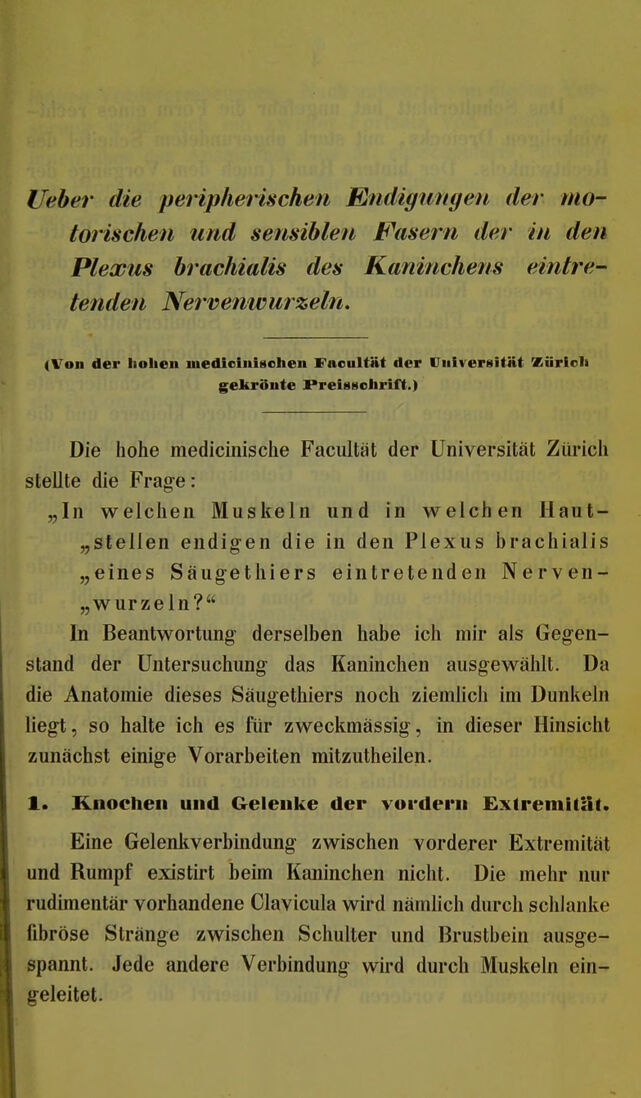 Ueber die peripherischen Endigungen der mo-
torischen und sensiblen Fasern der in den
Plexus brachialis des Kaninchens eintre-
tenden Nervenwurzeln.
(Von der hohen medicinischen Facultät der Universität Zürich
gekrönte Preisschrift.)
Die hohe medicinische Facultät der Universität Zürich
stellte die Frage:
„In welchen Muskeln und in welchen Haut-
„stellen endigen die in den Plexus brachialis
„eines Säugethiers eintretenden Nerven-
„wurzeln?“
In Beantwortung derselben habe ich mir als Gegen-
stand der Untersuchung das Kaninchen ausgewählt. Da
die Anatomie dieses Säugethiers noch ziemlich im Dunkeln
liegt, so halte ich es für zweckmässig, in dieser Hinsicht
zunächst einige Vorarbeiten mitzutheilen.
1. Knochen und Gelenke der vordern Extremität.
Eine Gelenkverbindung zwischen vorderer Extremität
und Rumpf existirt beim Kaninchen nicht. Die mehr nur
rudimentär vorhandene Clavicula wird nämlich durch schlanke
fibröse Stränge zwischen Schulter und Brustbein ausge-
spannt. Jede andere Verbindung wird durch Muskeln ein-
geleitet.